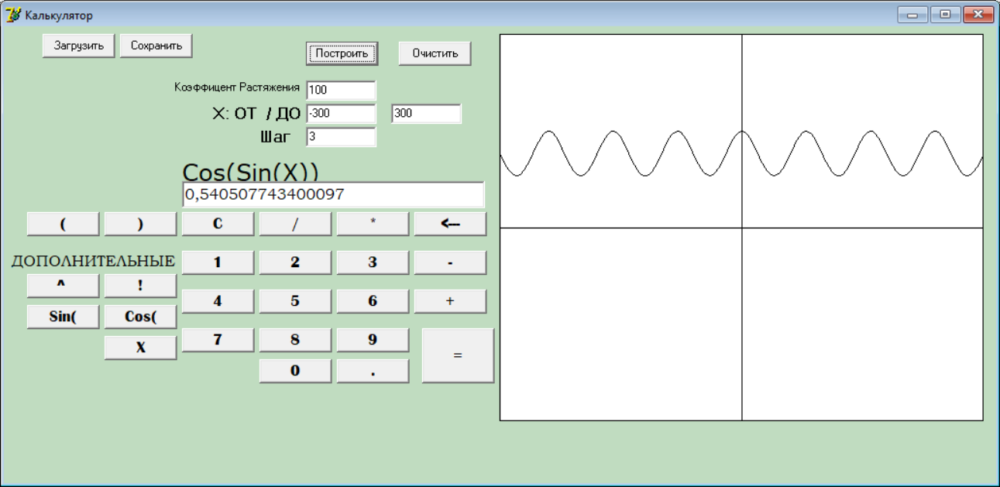 Калькулятор
Загрузить Сохранить
Построить Очистить
Коэффицент Растяжения 100
X: ОТ / ДО -300 300
Шаг 3
Cos(Sin(X))
0,540507743400097
( ) C / * <--
ДОПОЛНИТЕЛЬНЫЕ 1 2 3 -
^ !
4 5 6 +
Sin( Cos(
X 7 8 9 =
0 .